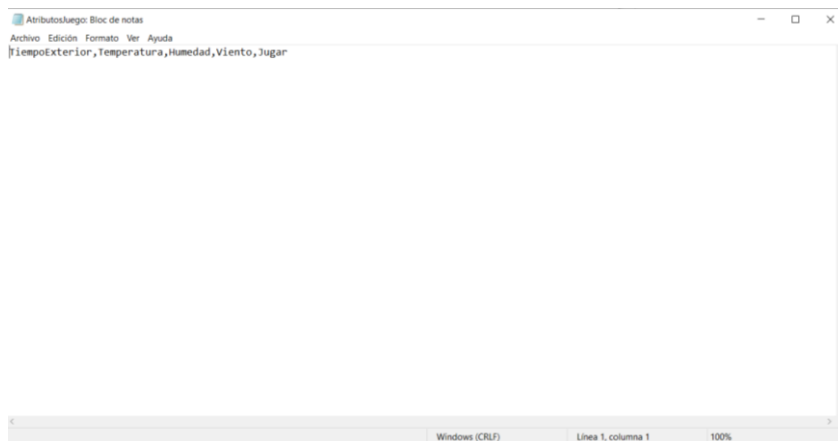 AtributosJuego: Bloc de notas
Archivo Edición Formato Ver Ayuda
TiempoExterior,Temperatura,Humedad,Viento,Jugar
Windows (CRLF) Línea 1, columna 1 100%